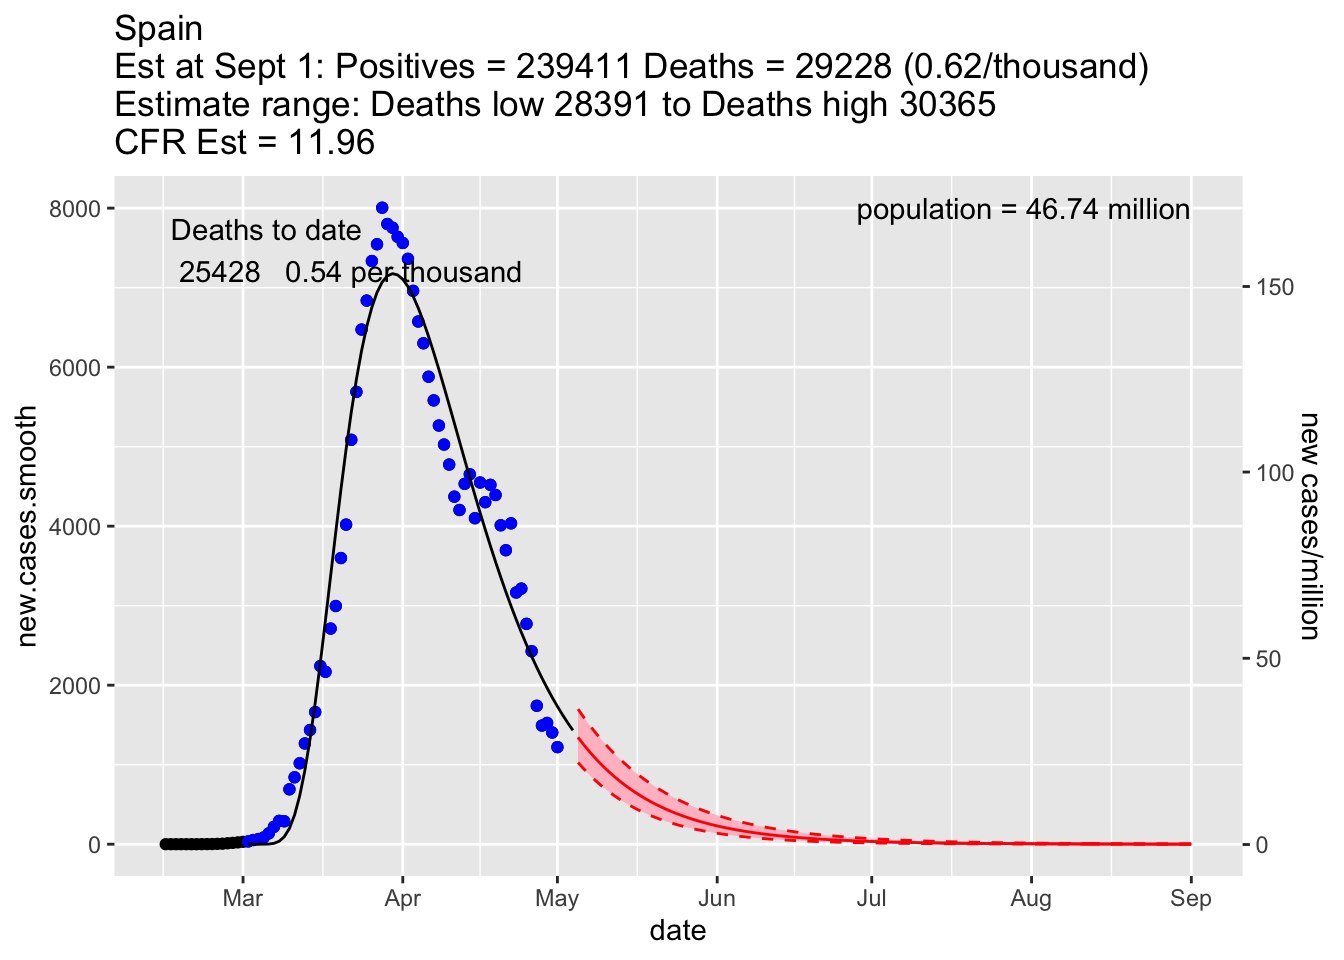 Spain
Est at Sept 1: Positives = 239411 Deaths = 29228 (0.62/thousand)
Estimate range: Deaths low 28391 to Deaths high 30365
CFR Est = 11.96
population = 46.74 million
Deaths to date
25428 0.54 per thousand
8000
6000
4000
2000
0
new.cases.smooth
150
100
50
0
new cases/million
Mar Apr May Jun Jul Aug Sep
date